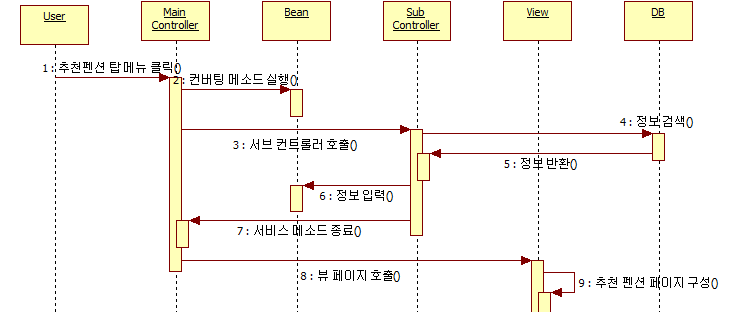 User
Main
Controller
Bean
Sub
Controller
View
DB
1 : 추천펜션 탑 메뉴 클릭()
2 : 컨버팅 메소드 실행()
3 : 서브 컨트롤러 호출()
4 : 정보 검색()
5 : 정보 반환()
6 : 정보 입력()
7 : 서비스 메소드 종료()
8 : 뷰 페이지 호출()
9 : 추천 펜션 페이지 구성()